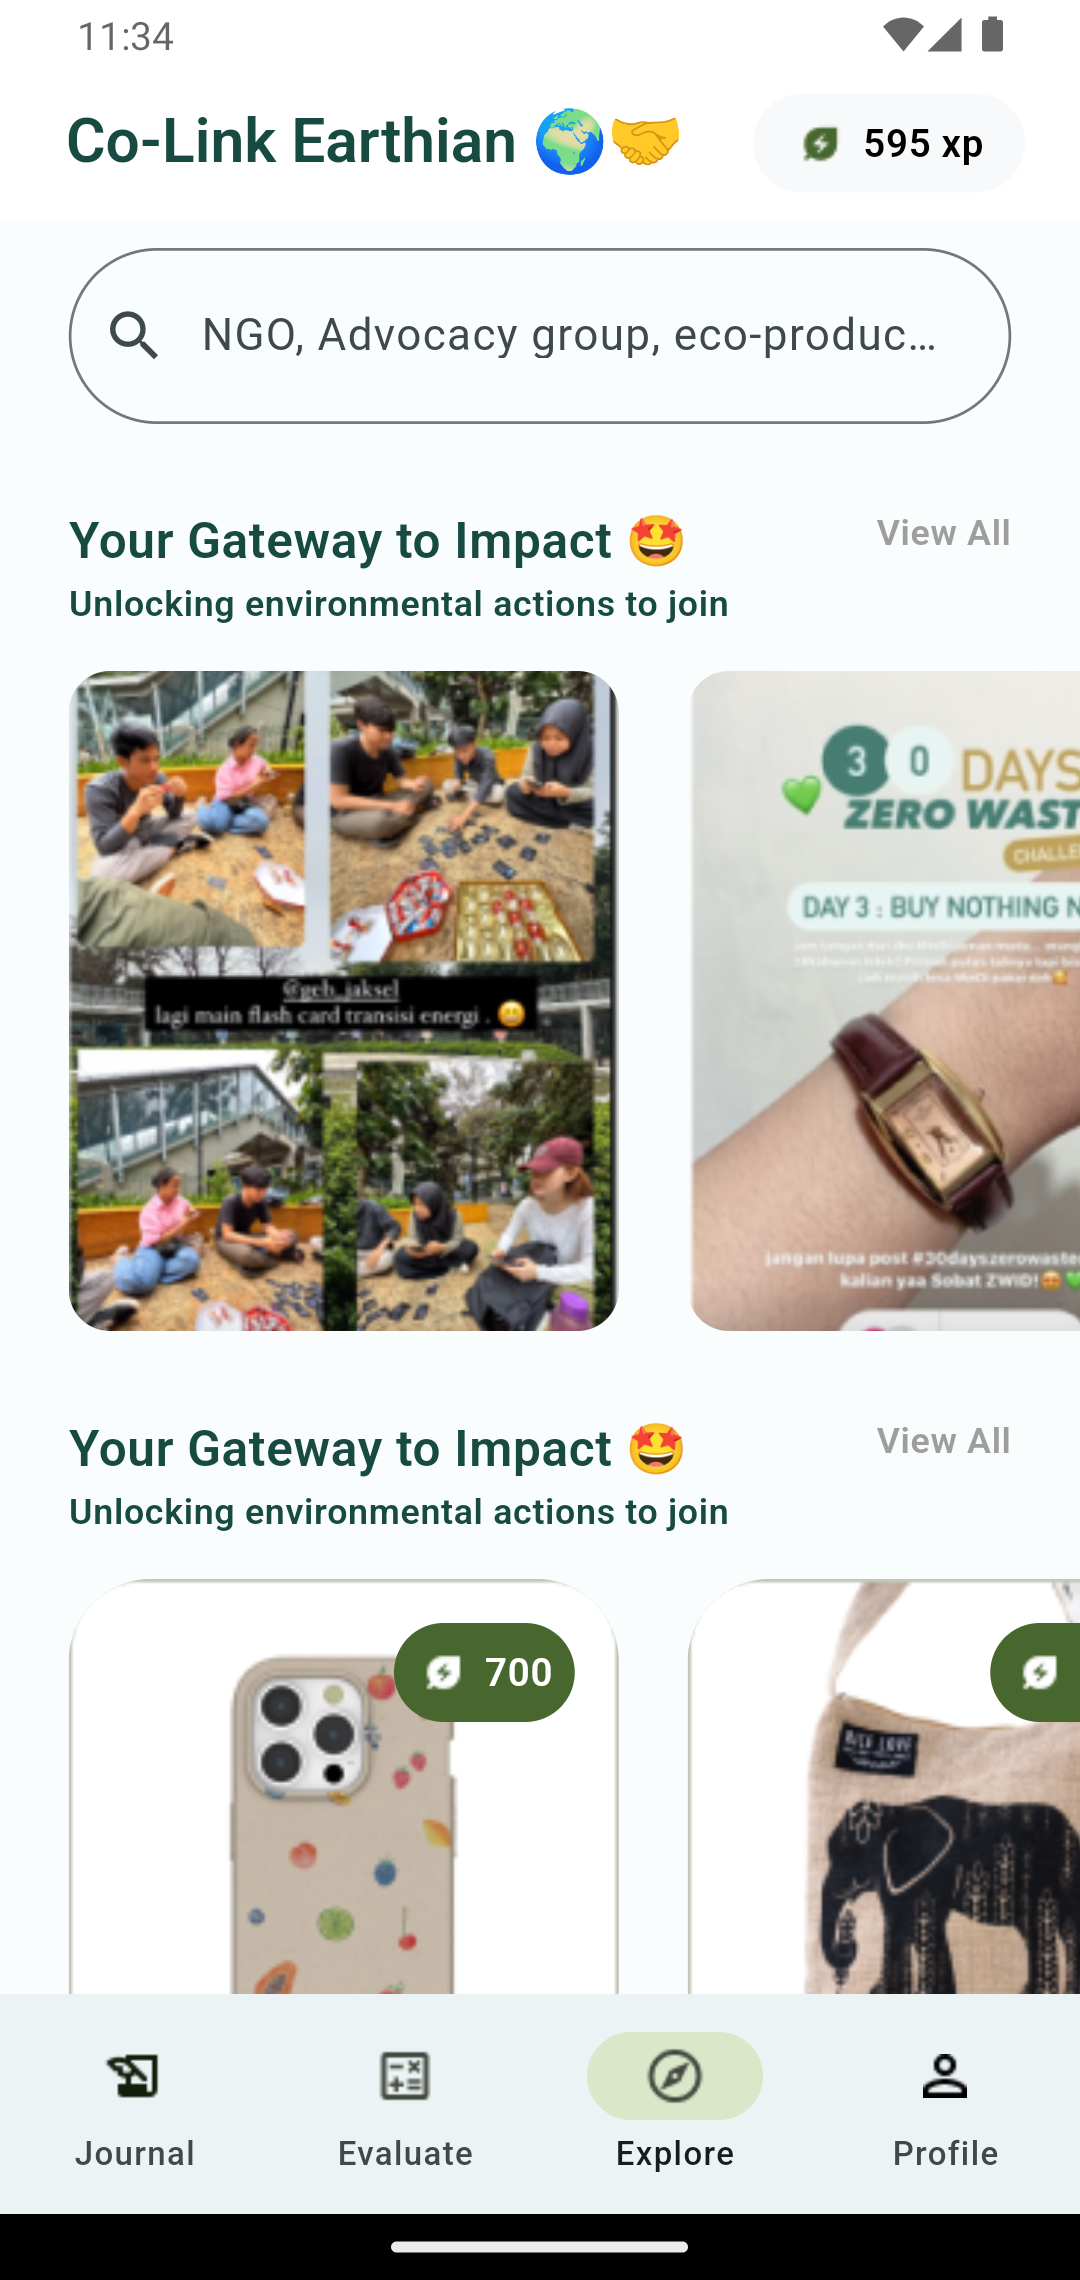 11:34
Co-Link Earthian 🌍🤝
595 xp
NGO, Advocacy group, eco-produc...
Your Gateway to Impact 🤩
View All
Unlocking environmental actions to join
@geb_jaksel
lagi main flash card transisi energi . 😀
30 DAYS
💚 ZERO WAST
CHALLE
DAY 3 : BUY NOTHING N
jangan lupa post #30dayszerowaste
kalian yaa Sobat ZWID!😍💚
Your Gateway to Impact 🤩
View All
Unlocking environmental actions to join
700
Journal
Evaluate
Explore
Profile